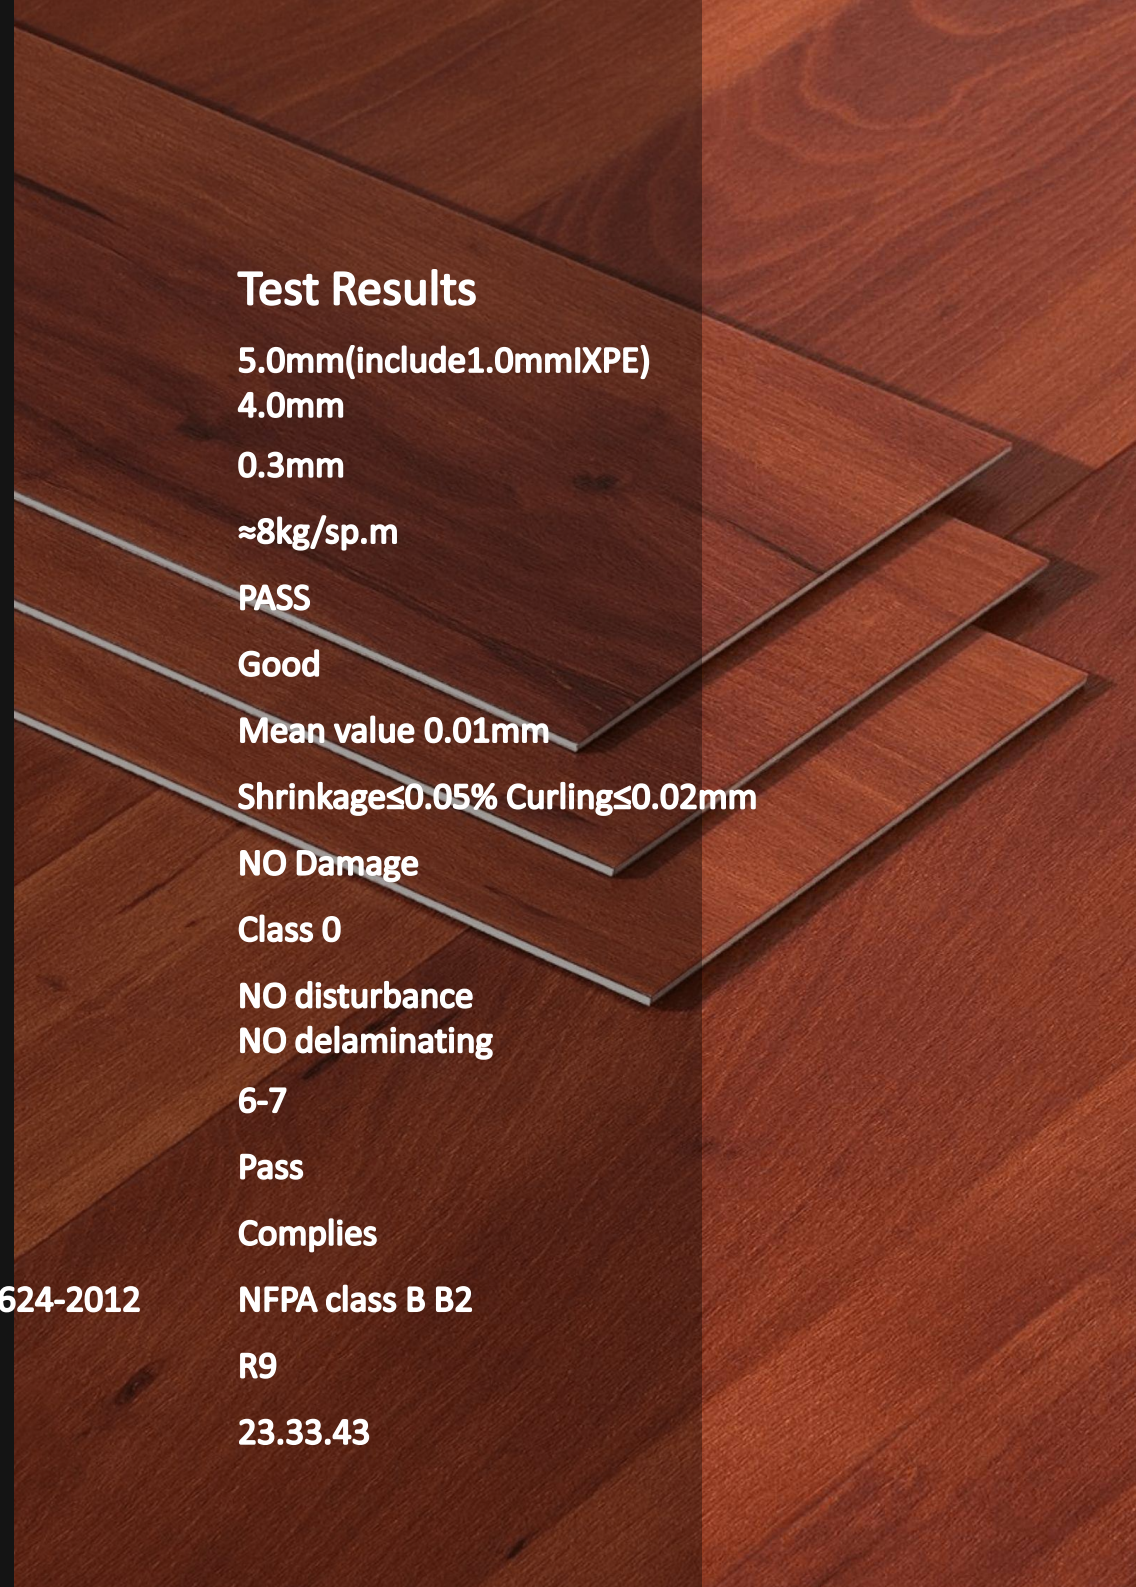 Test Results
5.0mm(include1.0mmIXPE)
4.0mm
0.3mm
≈8kg/sp.m
PASS
Good
Mean value 0.01mm
Shrinkage≤0.05% Curling≤0.02mm
NO Damage
Class 0
NO disturbance
NO delaminating
6-7
Pass
Complies
624-2012 NFPA class B B2
R9
23.33.43